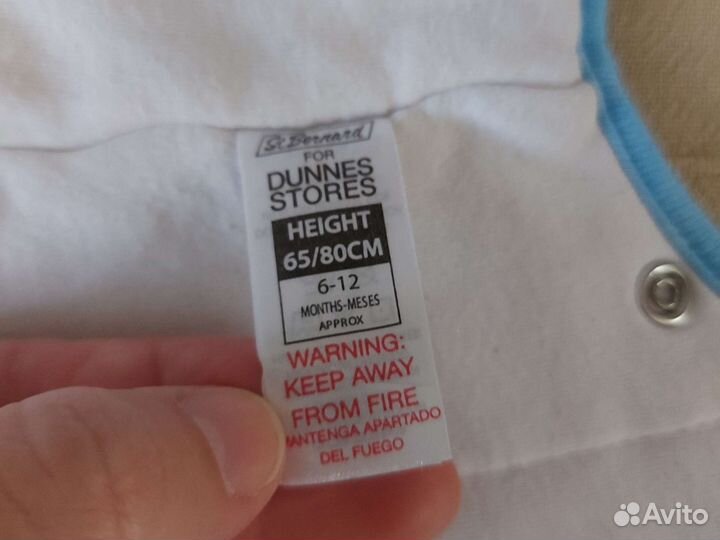 St Bernard
FOR
DUNNES
STORES
HEIGHT
65/80CM
6-12
MONTHS-MESES
APPROX
WARNING:
KEEP AWAY
FROM FIRE
MANTENGA APARTADO
DEL FUEGO
Avito